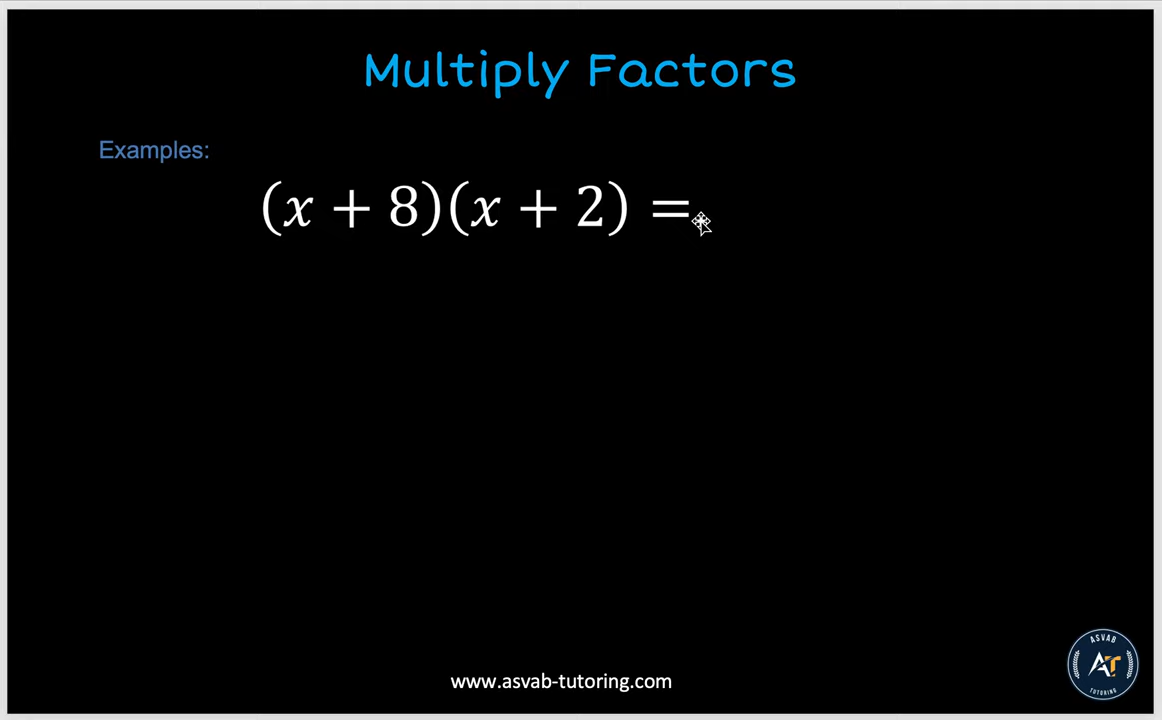 Multiply Factors
Examples:
(x + 8)(x + 2) =
www.asvab-tutoring.com
ASVAB
AT
TUTORING